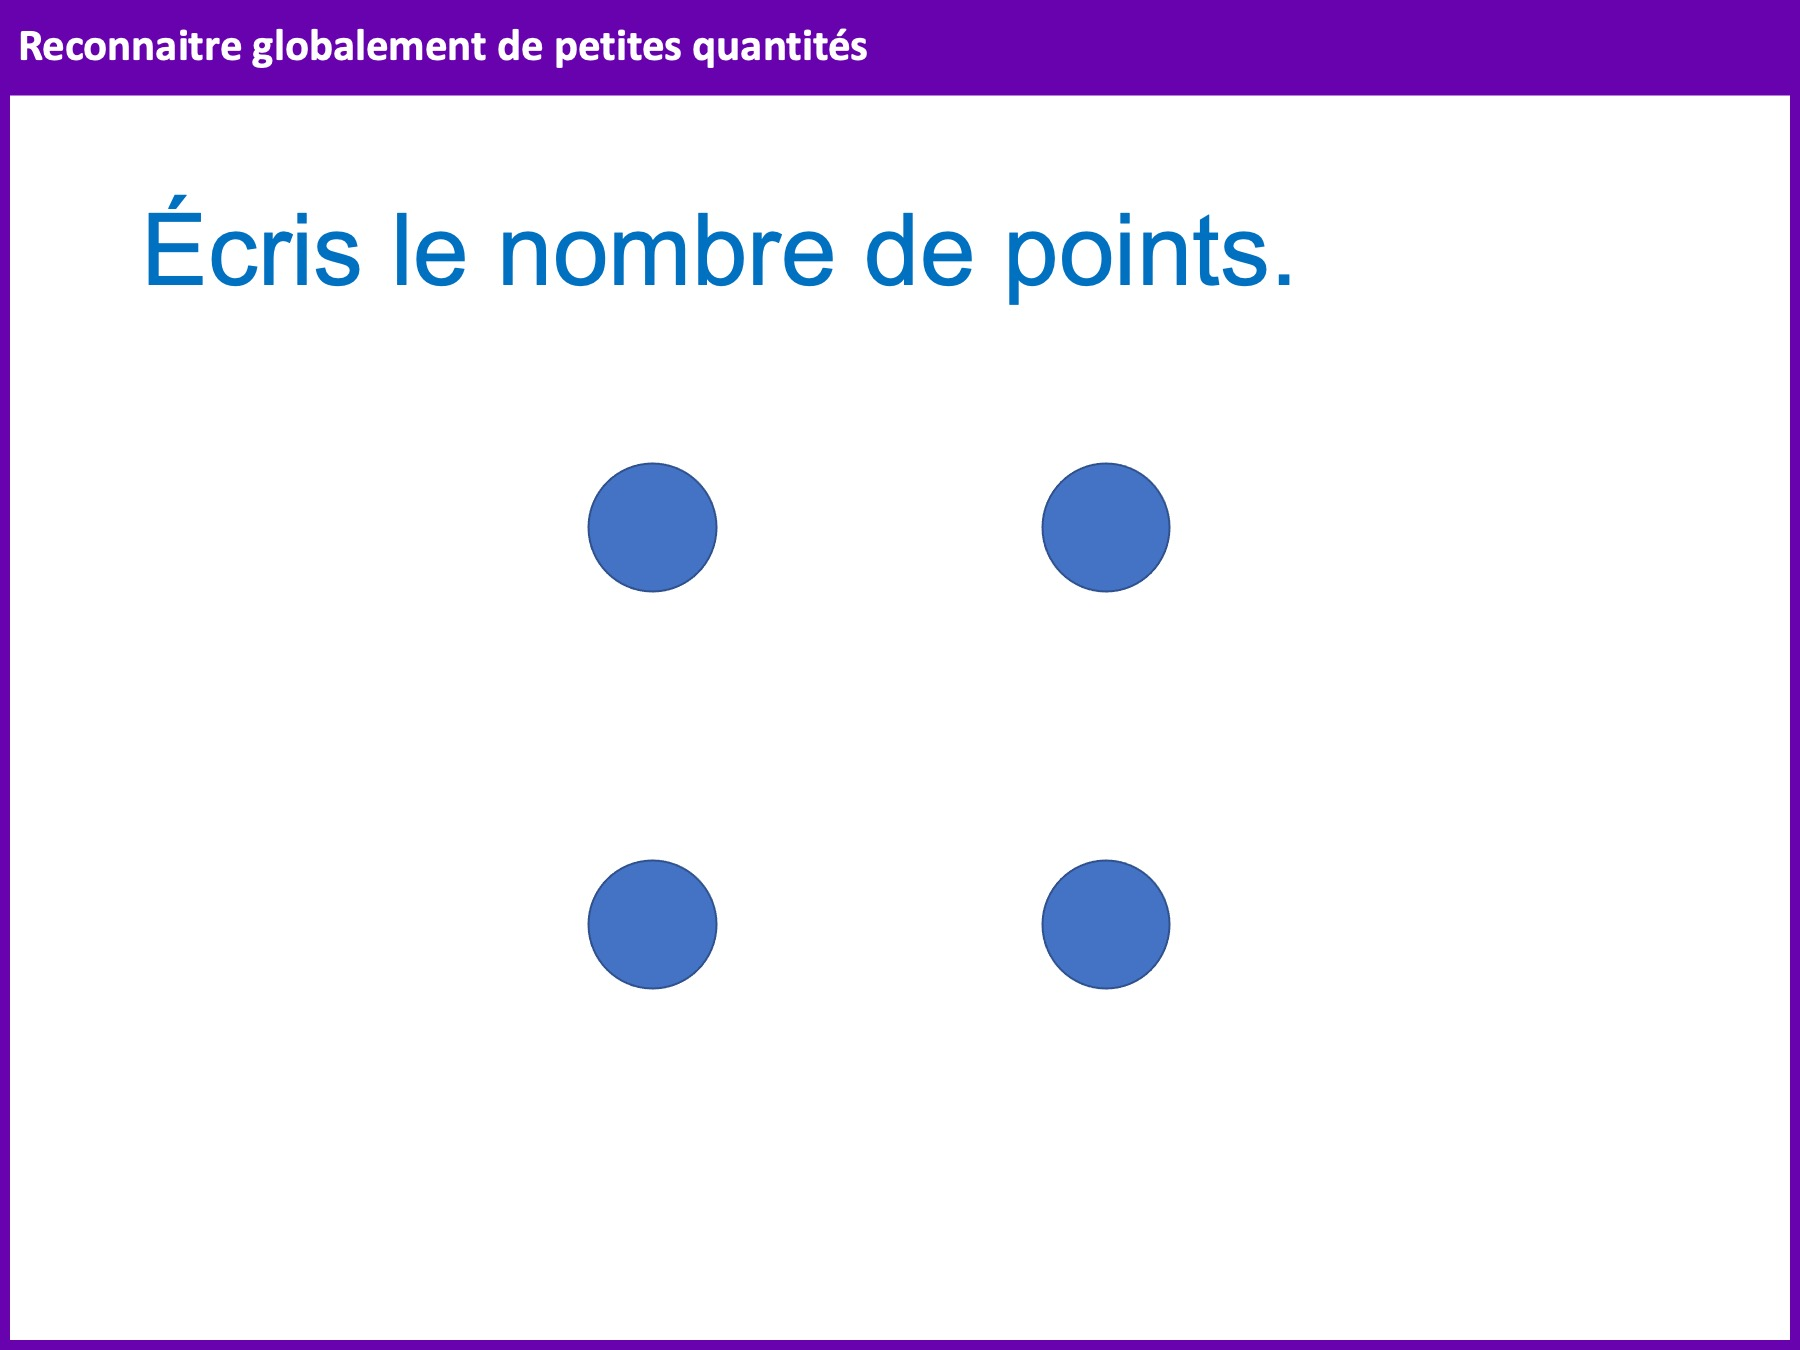 Reconnaitre globalement de petites quantités
Écris le nombre de points.